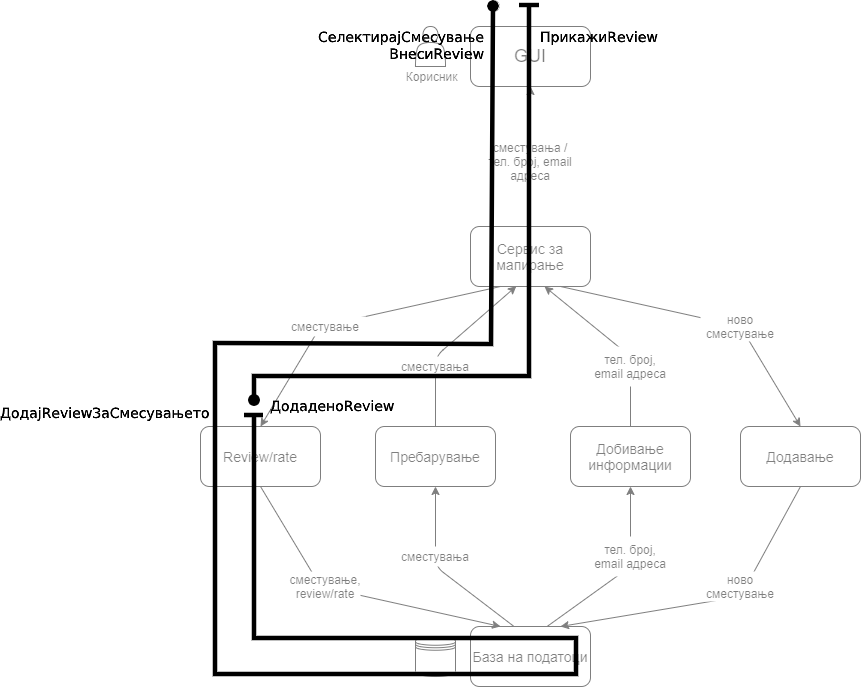 СелектирајСмесување
ВнесиReview
ПрикажиReview
GUI
Корисник
сместувања /
тел. број, email
адреса
Сервис за
мапирање
сместување
ново
сместување
сместувања
тел. број,
email адреса
ДодајReviewЗаСмесувањето
ДодаденоReview
Review/rate
Пребарување
Добивање
информации
Додавање
сместувања
тел. број,
email адреса
сместување,
review/rate
ново
сместување
База на податоци